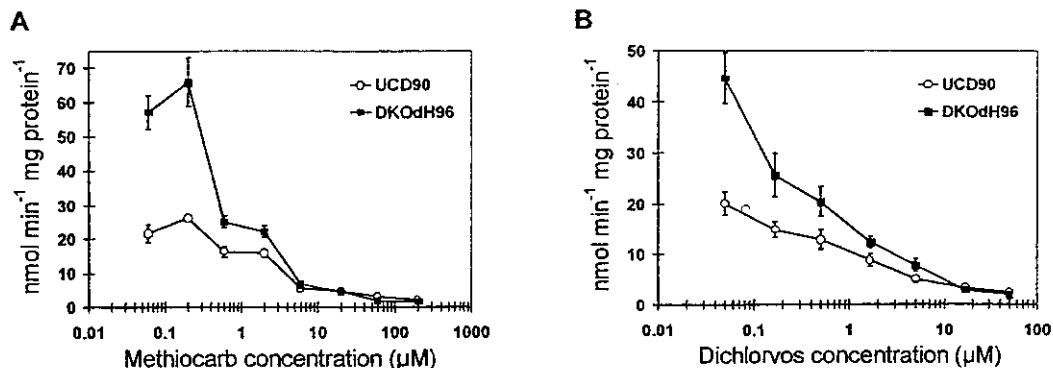 A
nmol min⁻¹ mg protein⁻¹
70
60
50
40
30
20
10
0
UCD90
DKOdH96
0.01 0.1 1 10 100 1000
Methiocarb concentration (µM)
B
nmol min⁻¹ mg protein⁻¹
50
40
30
20
10
0
UCD90
DKOdH96
0.01 0.1 1 10 100
Dichlorvos concentration (µM)